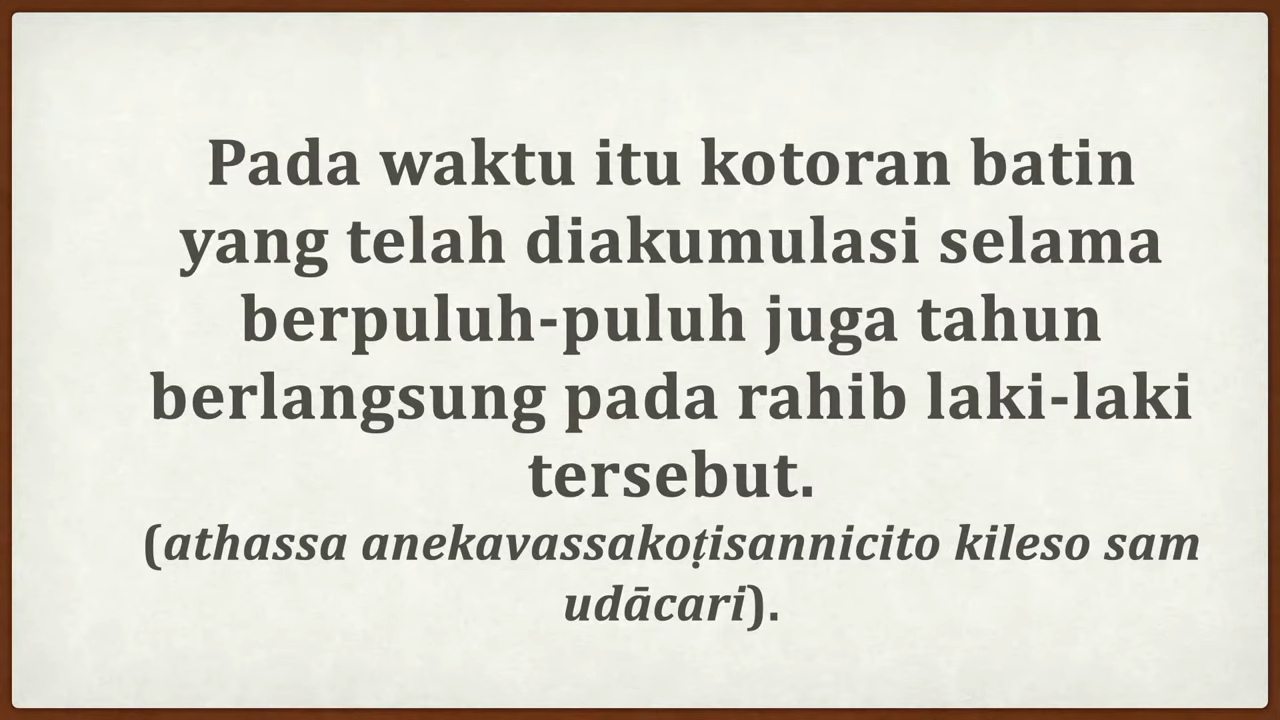 Pada waktu itu kotoran batin
yang telah diakumulasi selama
berpuluh-puluh juga tahun
berlangsung pada rahib laki-laki
tersebut.
(athassa anekavassakoṭisannicito kileso sam
udācari).